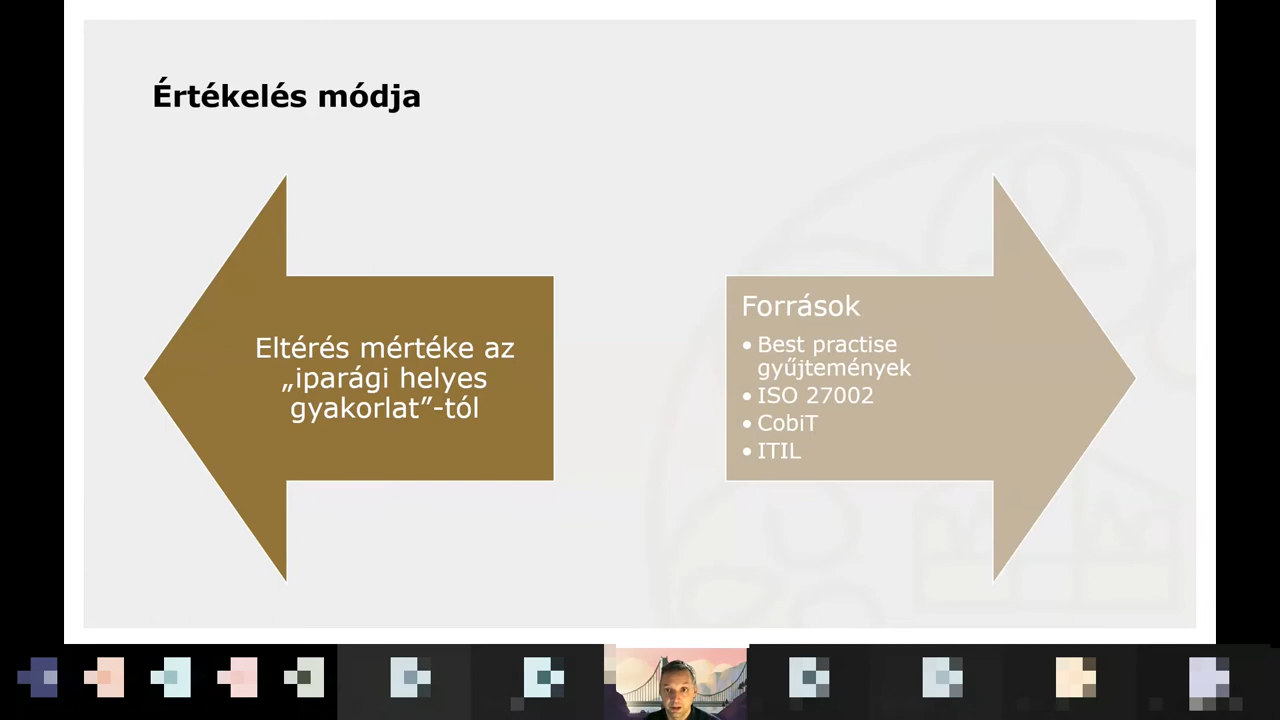 Értékelés módja
Eltérés mértéke az
„iparági helyes
gyakorlat”-tól
Források
• Best practise
gyűjtemények
• ISO 27002
• CobiT
• ITIL